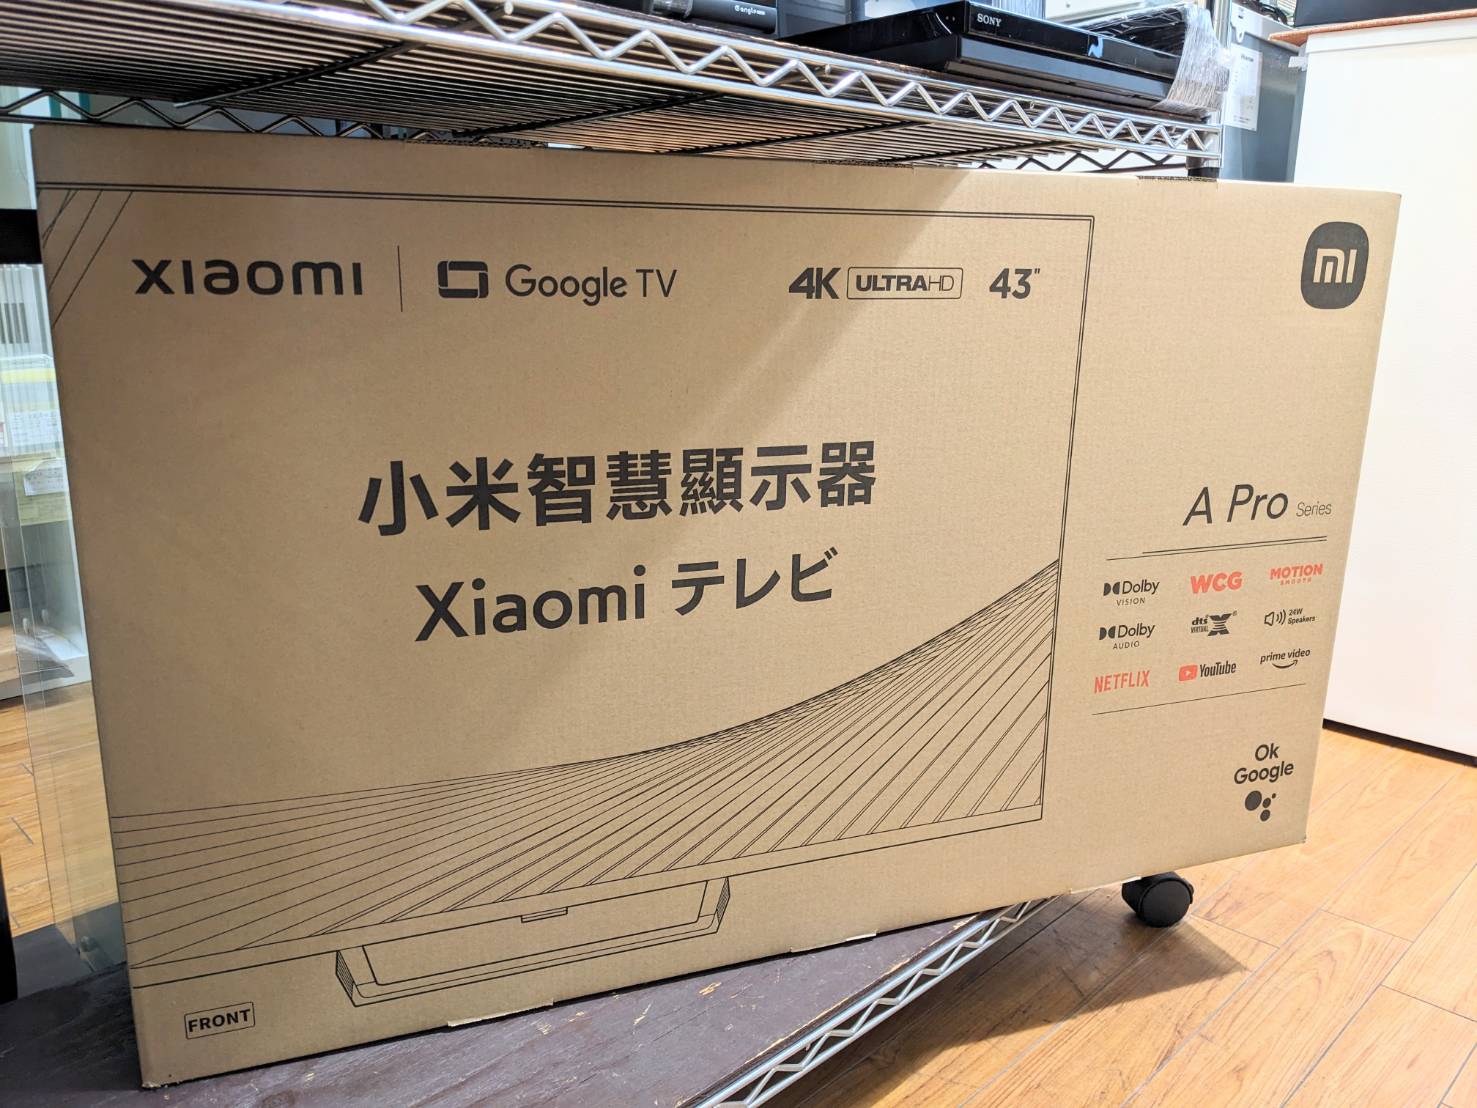 SONY
xiaomi
Google TV
4K ULTRA HD 43"
mi
小米智慧顯示器
Xiaomi テレビ
A Pro Series
Dolby VISION
WCG
MOTION SMOOTH
Dolby AUDIO
dts VIRTUAL X
24W Speakers
NETFLIX
YouTube
prime video
Ok Google
FRONT